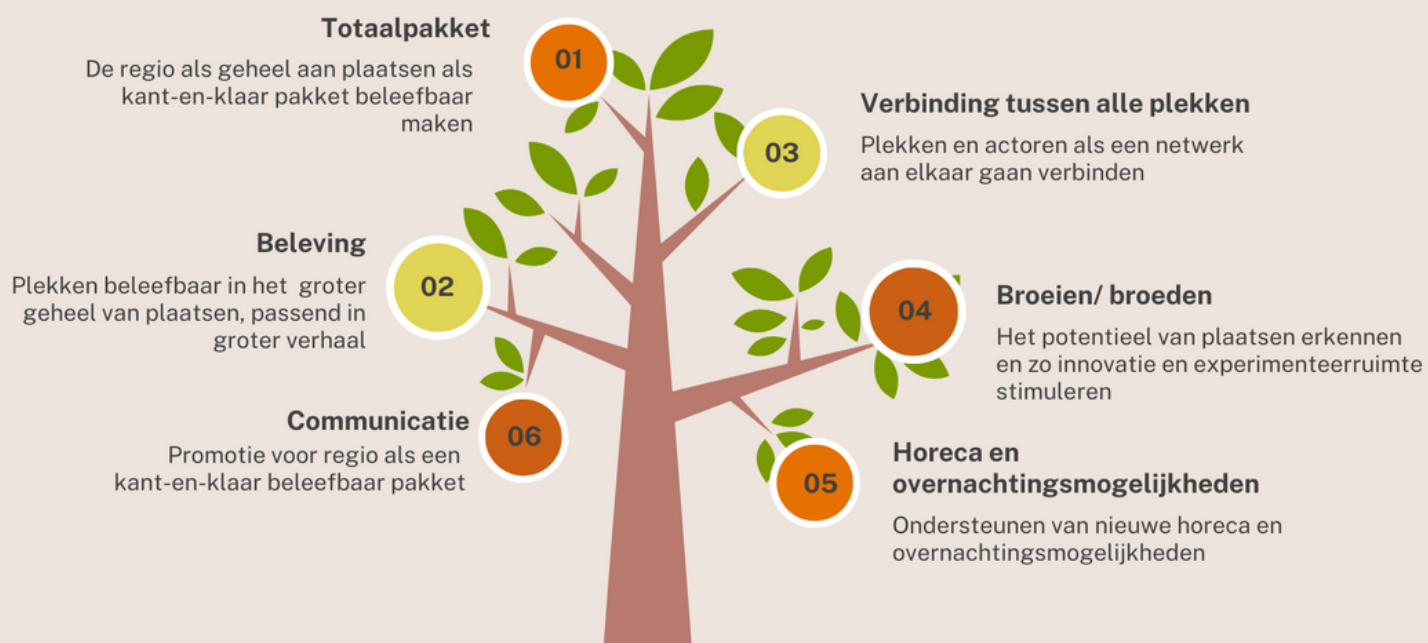 01
Totaalpakket
De regio als geheel aan plaatsen als
kant-en-klaar pakket beleefbaar
maken
02
Beleving
Plekken beleefbaar in het  groter
geheel van plaatsen, passend in
groter verhaal
03
Verbinding tussen alle plekken
Plekken en actoren als een netwerk
aan elkaar gaan verbinden
04
Broeien/ broeden
Het potentieel van plaatsen erkennen
en zo innovatie en experimenteerruimte
stimuleren
05
Horeca en
overnachtingsmogelijkheden
Ondersteunen van nieuwe horeca en
overnachtingsmogelijkheden
06
Communicatie
Promotie voor regio als een
kant-en-klaar beleefbaar pakket